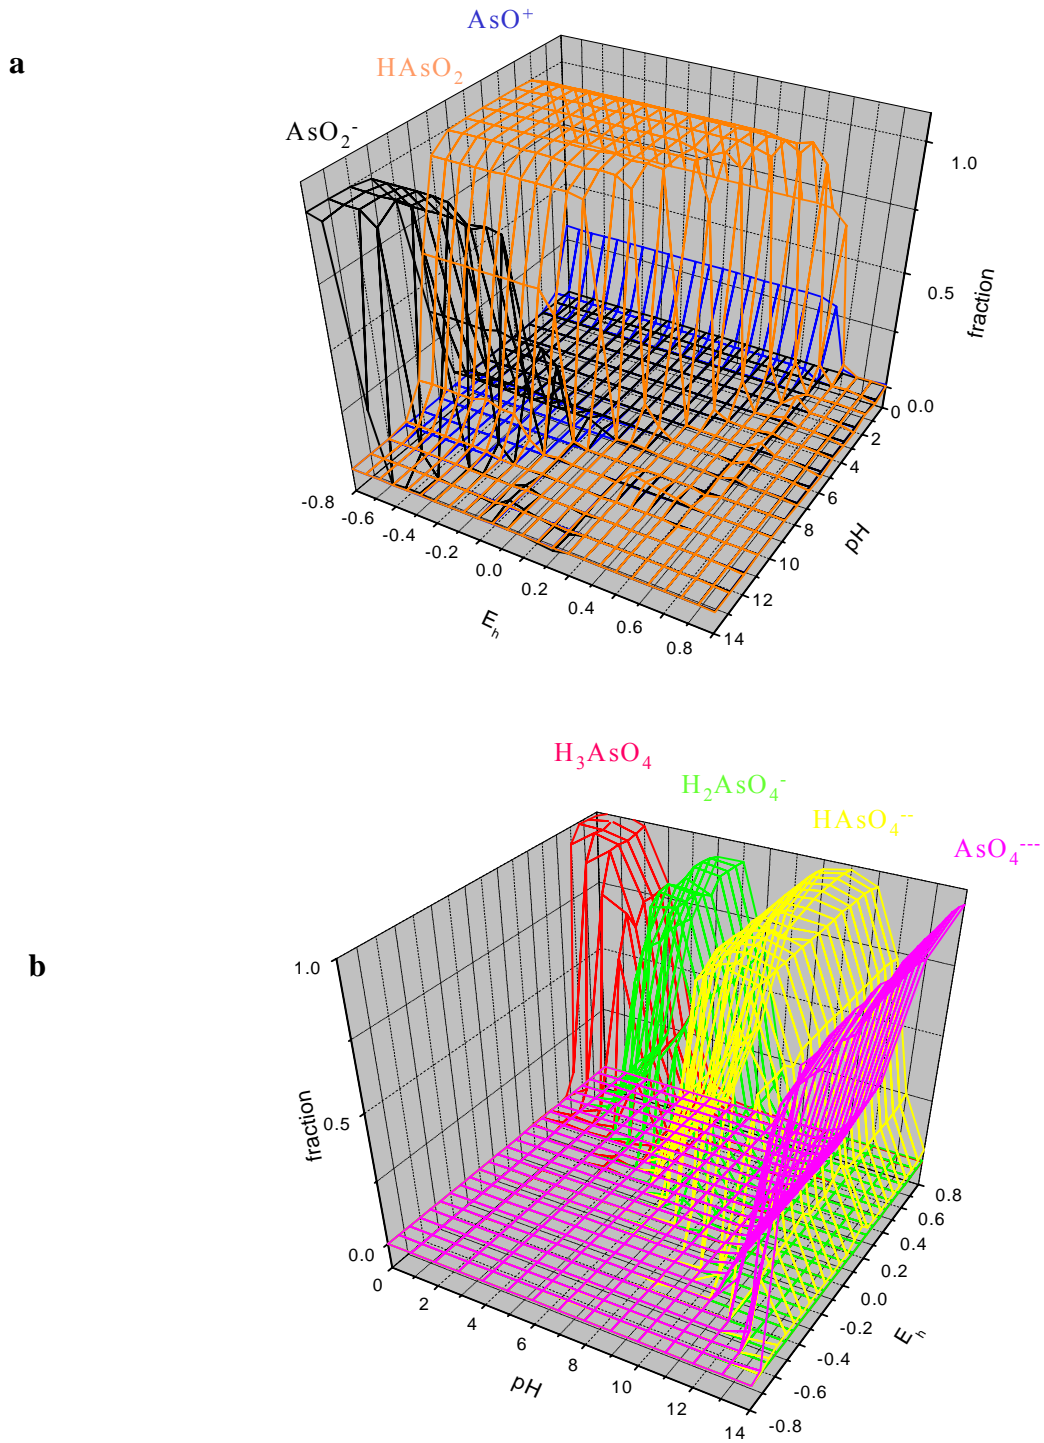 a
AsO⁺
HAsO₂
AsO₂⁻
1.0
0.5
0.0
fraction
-0.8
-0.6
-0.4
-0.2
0.0
0.2
0.4
0.6
0.8
Eₕ
0
2
4
6
8
10
12
14
pH
b
H₃AsO₄
H₂AsO₄⁻
HAsO₄⁻⁻
AsO₄⁻⁻⁻
1.0
0.5
0.0
fraction
0
2
4
6
8
10
12
14
pH
0.8
0.6
0.4
0.2
0.0
-0.2
-0.4
-0.6
-0.8
Eₕ